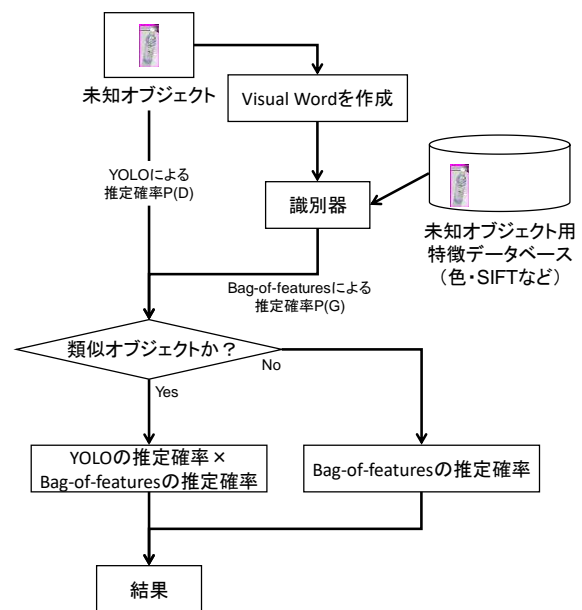 未知オブジェクト
Visual Wordを作成
YOLOによる
推定確率P(D)
識別器
未知オブジェクト用
特徴データベース
（色・SIFTなど）
Bag-of-featuresによる
推定確率P(G)
類似オブジェクトか？
No
Yes
YOLOの推定確率×
Bag-of-featuresの推定確率
Bag-of-featuresの推定確率
結果